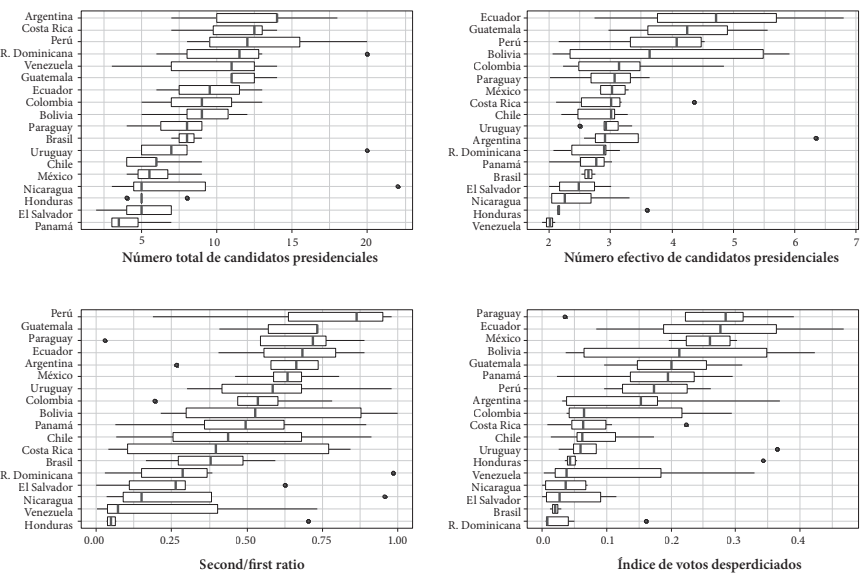 Argentina
Costa Rica
Perú
R. Dominicana
Venezuela
Guatemala
Ecuador
Colombia
Bolivia
Paraguay
Brasil
Uruguay
Chile
México
Nicaragua
Honduras
El Salvador
Panamá
5 10 15 20
Número total de candidatos presidenciales
Ecuador
Guatemala
Perú
Bolivia
Colombia
Paraguay
México
Costa Rica
Chile
Uruguay
Argentina
R. Dominicana
Panamá
Brasil
El Salvador
Nicaragua
Honduras
Venezuela
2 3 4 5 6 7
Número efectivo de candidatos presidenciales
Perú
Guatemala
Paraguay
Ecuador
Argentina
México
Uruguay
Colombia
Bolivia
Panamá
Chile
Costa Rica
Brasil
R. Dominicana
El Salvador
Nicaragua
Venezuela
Honduras
0.00 0.25 0.50 0.75 1.00
Second/first ratio
Paraguay
Ecuador
México
Bolivia
Guatemala
Panamá
Perú
Argentina
Colombia
Costa Rica
Chile
Uruguay
Honduras
Venezuela
Nicaragua
El Salvador
Brasil
R. Dominicana
0.0 0.1 0.2 0.3 0.4
Índice de votos desperdiciados